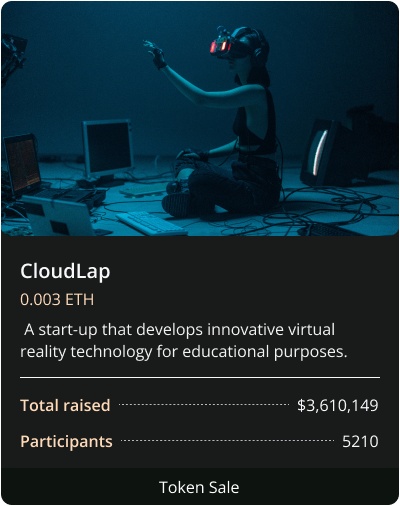 CloudLap
0.003 ETH
A start-up that develops innovative virtual
reality technology for educational purposes.
Total raised $3,610,149
Participants 5210
Token Sale